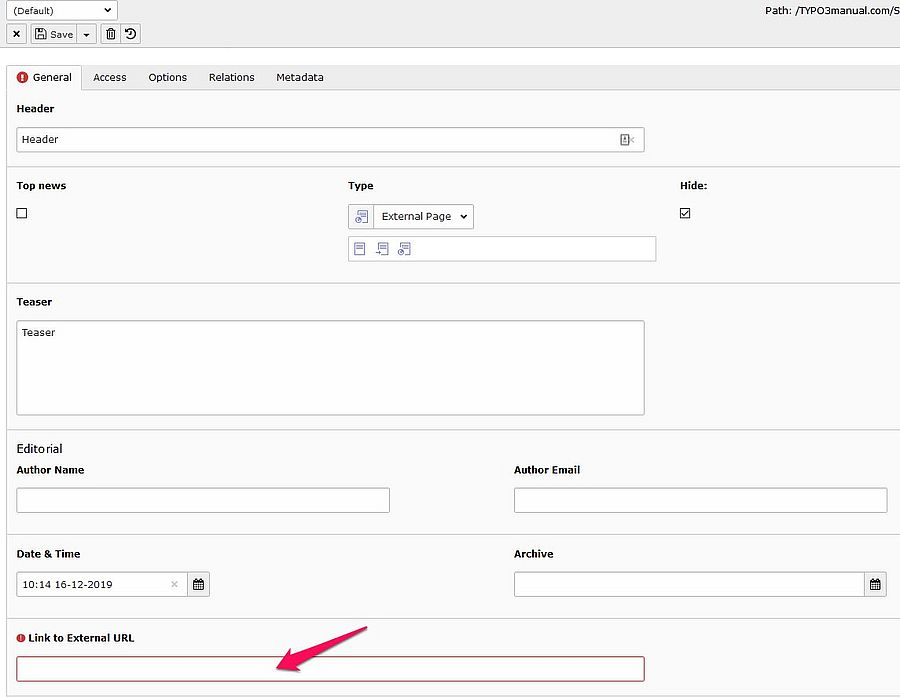 (Default)
Path: /TYPO3manual.com/S
Save
General Access Options Relations Metadata
Header
Header
Top news Type Hide:
External Page
Teaser
Teaser
Editorial
Author Name Author Email
Date & Time Archive
10:14 16-12-2019
Link to External URL